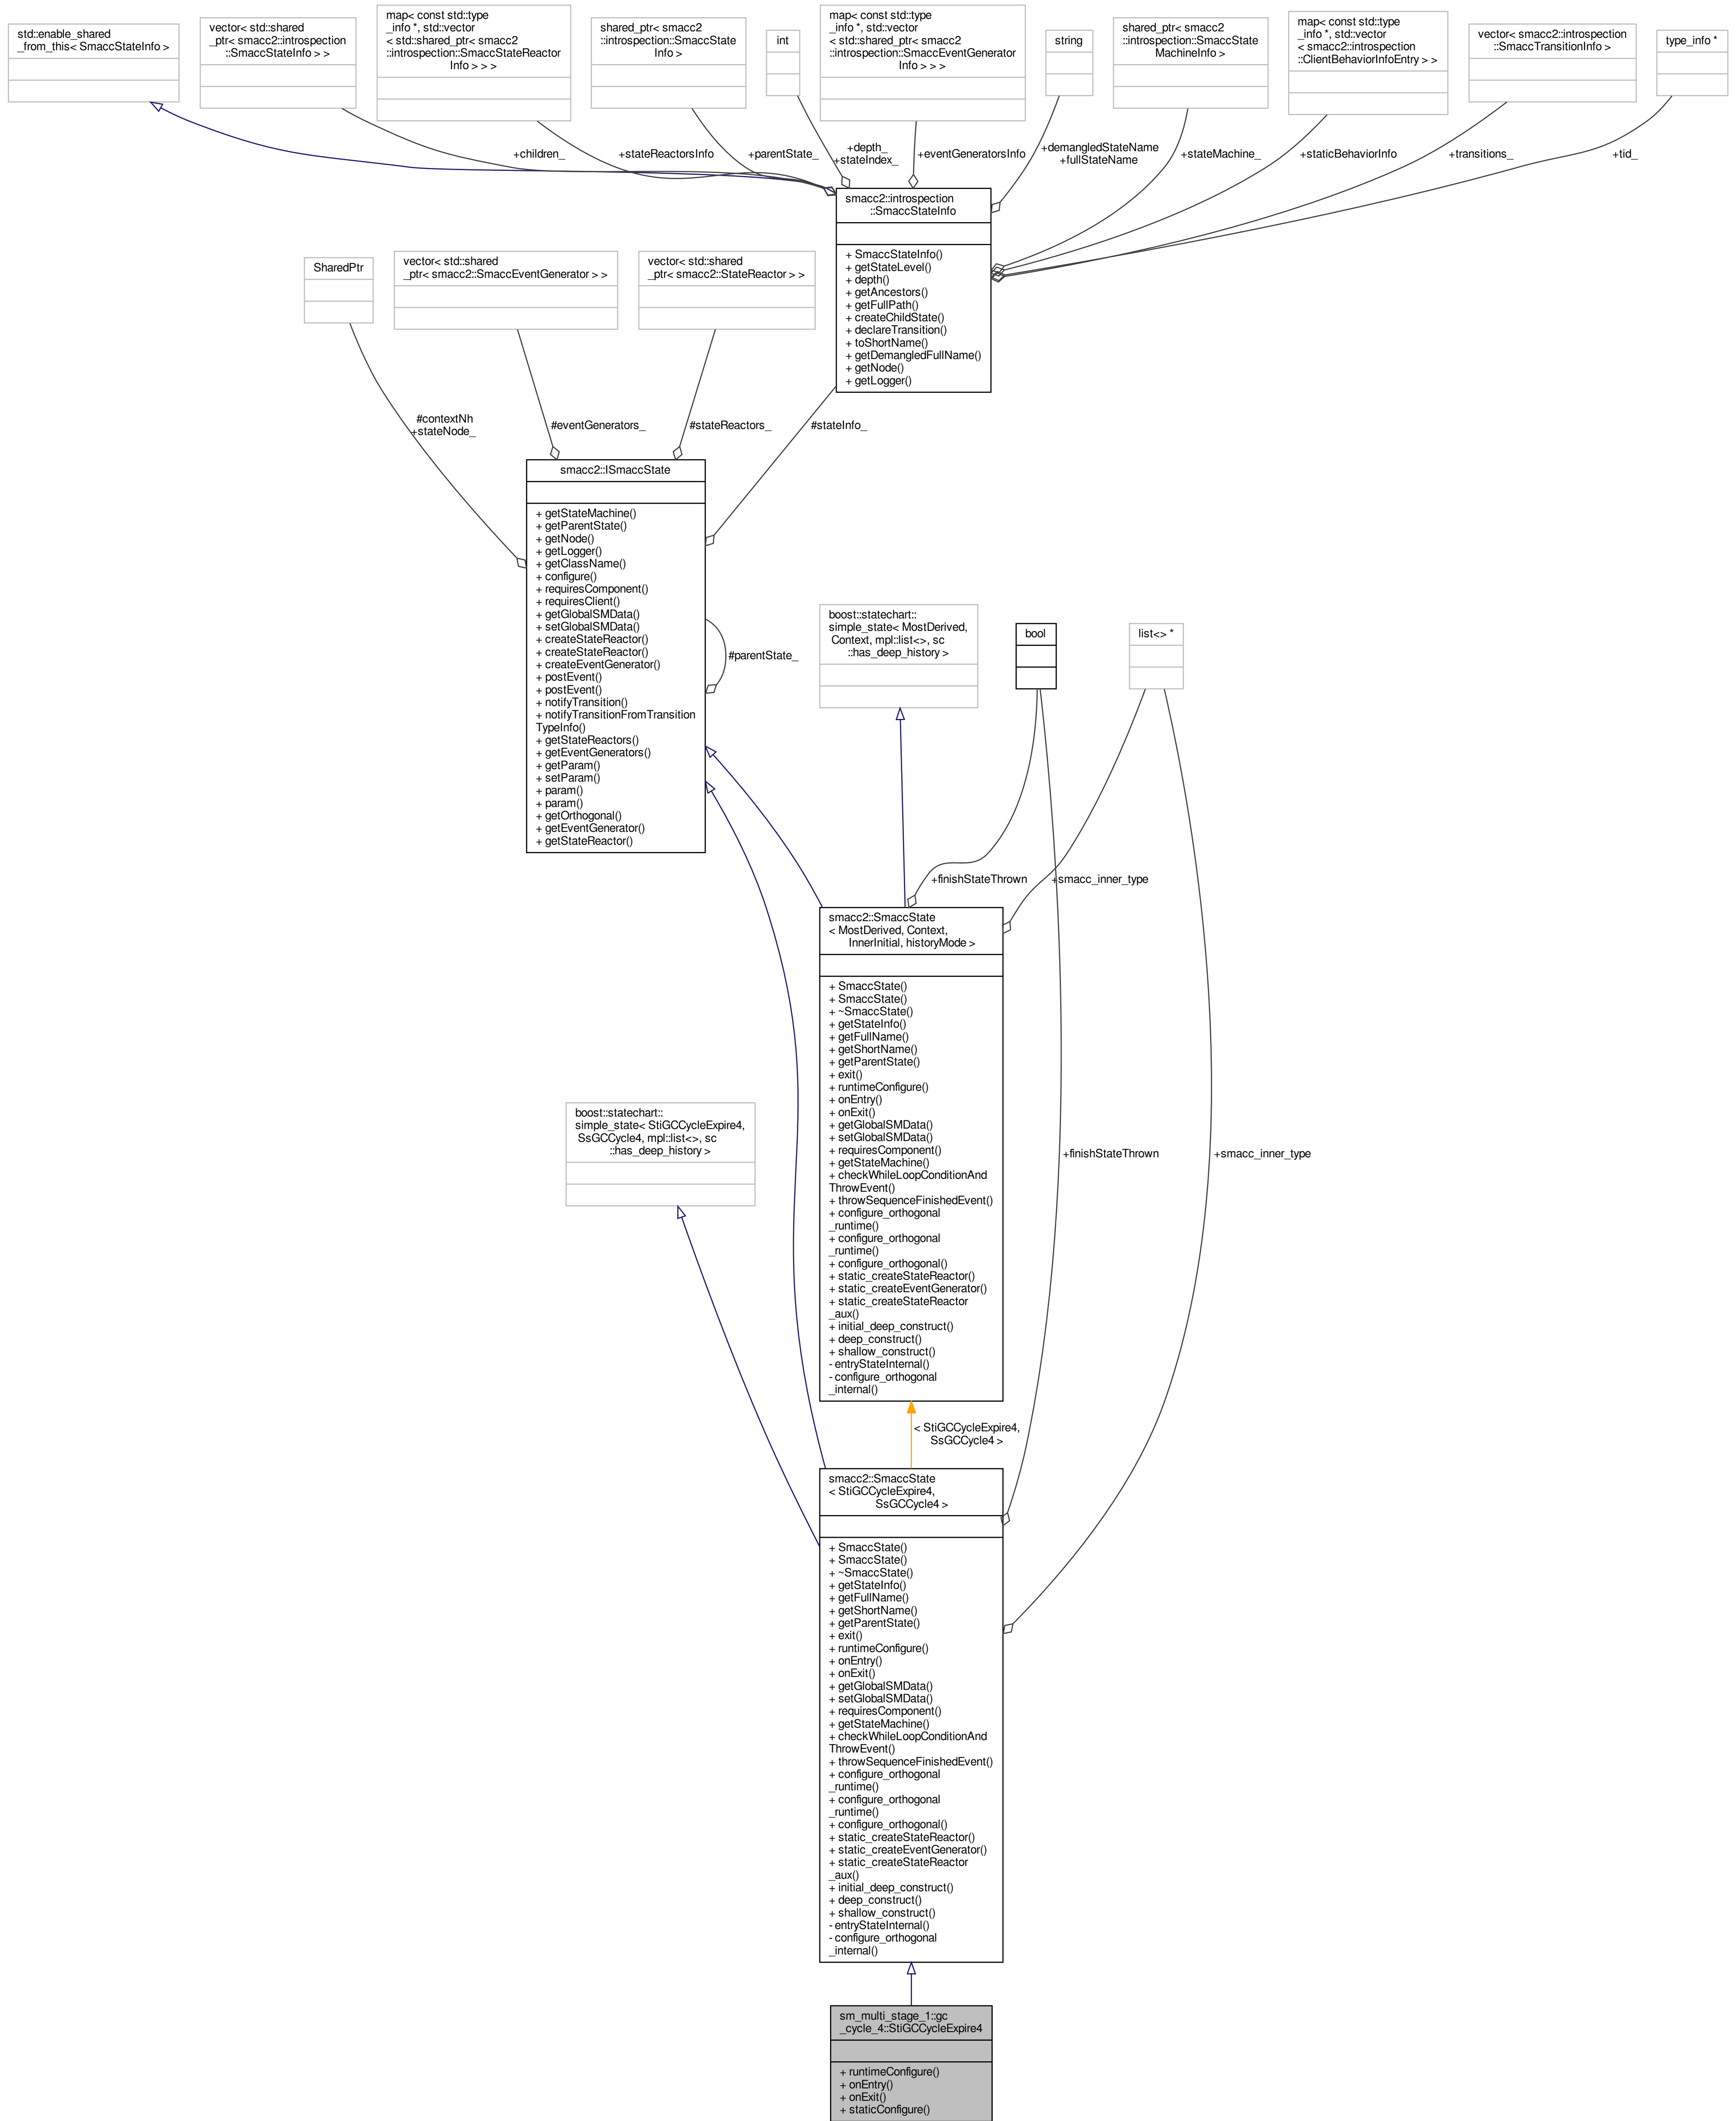 std::enable_shared
_from_this< SmaccStateInfo >
vector< std::shared
_ptr< smacc2::introspection
::SmaccStateInfo > >
map< const std::type
_info *, std::vector
< std::shared_ptr< smacc2
::introspection::SmaccStateReactor
Info > > >
shared_ptr< smacc2
::introspection::SmaccState
Info >
int
map< const std::type
_info *, std::vector
< std::shared_ptr< smacc2
::introspection::SmaccEventGenerator
Info > > >
string
shared_ptr< smacc2
::introspection::SmaccState
MachineInfo >
map< const std::type
_info *, std::vector
< smacc2::introspection
::ClientBehaviorInfoEntry > >
vector< smacc2::introspection
::SmaccTransitionInfo >
type_info *
+children_
+stateReactorsInfo
+parentState_
+depth_
+stateIndex_
+eventGeneratorsInfo
+demangledStateName
+fullStateName
+stateMachine_
+staticBehaviorInfo
+transitions_
+tid_
smacc2::introspection
::SmaccStateInfo
+ SmaccStateInfo()
+ getStateLevel()
+ depth()
+ getAncestors()
+ getFullPath()
+ createChildState()
+ declareTransition()
+ toShortName()
+ getDemangledFullName()
+ getNode()
+ getLogger()
SharedPtr
vector< std::shared
_ptr< smacc2::SmaccEventGenerator > >
vector< std::shared
_ptr< smacc2::StateReactor > >
#contextNh
+stateNode_
#eventGenerators_
#stateReactors_
#stateInfo_
smacc2::ISmaccState
+ getStateMachine()
+ getParentState()
+ getNode()
+ getLogger()
+ getClassName()
+ configure()
+ requiresComponent()
+ requiresClient()
+ getGlobalSMData()
+ setGlobalSMData()
+ createStateReactor()
+ createStateReactor()
+ createEventGenerator()
+ postEvent()
+ postEvent()
+ notifyTransition()
+ notifyTransitionFromTransition
TypeInfo()
+ getStateReactors()
+ getEventGenerators()
+ getParam()
+ setParam()
+ param()
+ param()
+ getOrthogonal()
+ getEventGenerator()
+ getStateReactor()
#parentState_
boost::statechart::
simple_state< MostDerived,
Context, mpl::list<>, sc
::has_deep_history >
bool
list<> *
+finishStateThrown
+smacc_inner_type
smacc2::SmaccState
< MostDerived, Context,
InnerInitial, historyMode >
+ SmaccState()
+ SmaccState()
+ ~SmaccState()
+ getStateInfo()
+ getFullName()
+ getShortName()
+ getParentState()
+ exit()
+ runtimeConfigure()
+ onEntry()
+ onExit()
+ getGlobalSMData()
+ setGlobalSMData()
+ requiresComponent()
+ getStateMachine()
+ checkWhileLoopConditionAnd
ThrowEvent()
+ throwSequenceFinishedEvent()
+ configure_orthogonal
_runtime()
+ configure_orthogonal
_runtime()
+ configure_orthogonal()
+ static_createStateReactor()
+ static_createEventGenerator()
+ static_createStateReactor
_aux()
+ initial_deep_construct()
+ deep_construct()
+ shallow_construct()
- entryStateInternal()
- configure_orthogonal
_internal()
boost::statechart::
simple_state< StiGCCycleExpire4,
SsGCCycle4, mpl::list<>, sc
::has_deep_history >
+finishStateThrown
+smacc_inner_type
< StiGCCycleExpire4,
SsGCCycle4 >
smacc2::SmaccState
< StiGCCycleExpire4,
SsGCCycle4 >
+ SmaccState()
+ SmaccState()
+ ~SmaccState()
+ getStateInfo()
+ getFullName()
+ getShortName()
+ getParentState()
+ exit()
+ runtimeConfigure()
+ onEntry()
+ onExit()
+ getGlobalSMData()
+ setGlobalSMData()
+ requiresComponent()
+ getStateMachine()
+ checkWhileLoopConditionAnd
ThrowEvent()
+ throwSequenceFinishedEvent()
+ configure_orthogonal
_runtime()
+ configure_orthogonal
_runtime()
+ configure_orthogonal()
+ static_createStateReactor()
+ static_createEventGenerator()
+ static_createStateReactor
_aux()
+ initial_deep_construct()
+ deep_construct()
+ shallow_construct()
- entryStateInternal()
- configure_orthogonal
_internal()
sm_multi_stage_1::gc
_cycle_4::StiGCCycleExpire4
+ runtimeConfigure()
+ onEntry()
+ onExit()
+ staticConfigure()